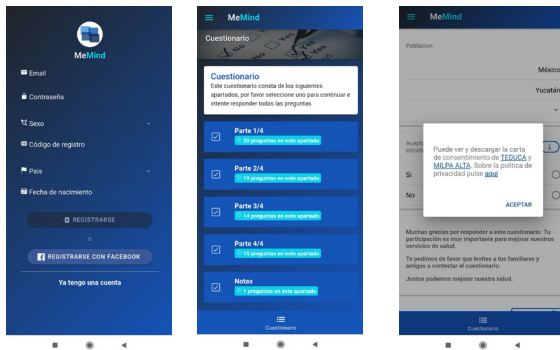 MeMind
Email
Contraseña
Sexo
Código de registro
Pais
Fecha de nacimiento
REGISTRARSE
o
REGISTRARSE CON FACEBOOK
Ya tengo una cuenta
MeMind
Cuestionario
No
Yes
No
Yes
Cuestionario
Este cuestionario consta de los siguientes
apartados, por favor seleccione uno para continuar e
intente responder todas las preguntas
Parte 1/4
20 preguntas en este apartado
Parte 2/4
19 preguntas en este apartado
Parte 3/4
14 preguntas en este apartado
Parte 4/4
15 preguntas en este apartado
Notas
1 preguntas en este apartado
Cuestionario
MeMind
Poblacion
México
Yucatán
Puede ver y descargar la carta
de consentimiento de TEDUCA y
MILPA ALTA. Sobre la politica de
privacidad pulse aquí
ACEPTAR
Si
No
Muchas gracias por responder a este cuestionario. Tu
participación es muy importante para mejorar nuestros
servicios de salud.
Te pedimos de favor que invites a tus familiares y
amigos a contestar el cuestionario.
Juntos podemos mejorar nuestra salud.
Cuestionario